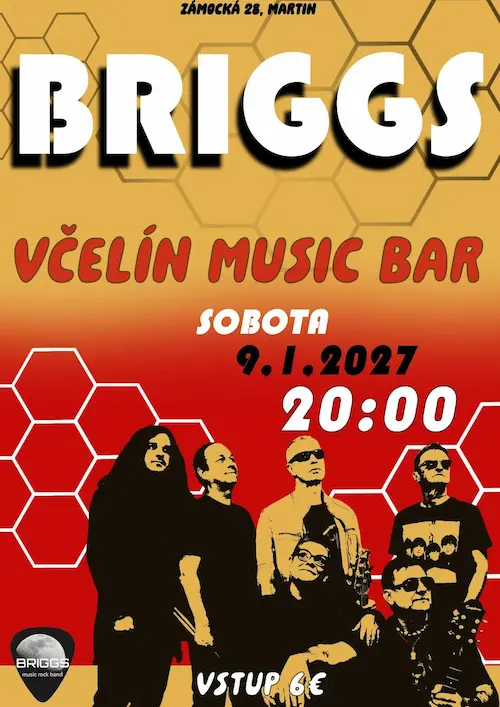 ZÁMOCKÁ 28, MARTIN
BRIGGS
VČELÍN MUSIC BAR
SOBOTA
9.1.2027
20:00
BRIGGS
music rock band
VSTUP 6€